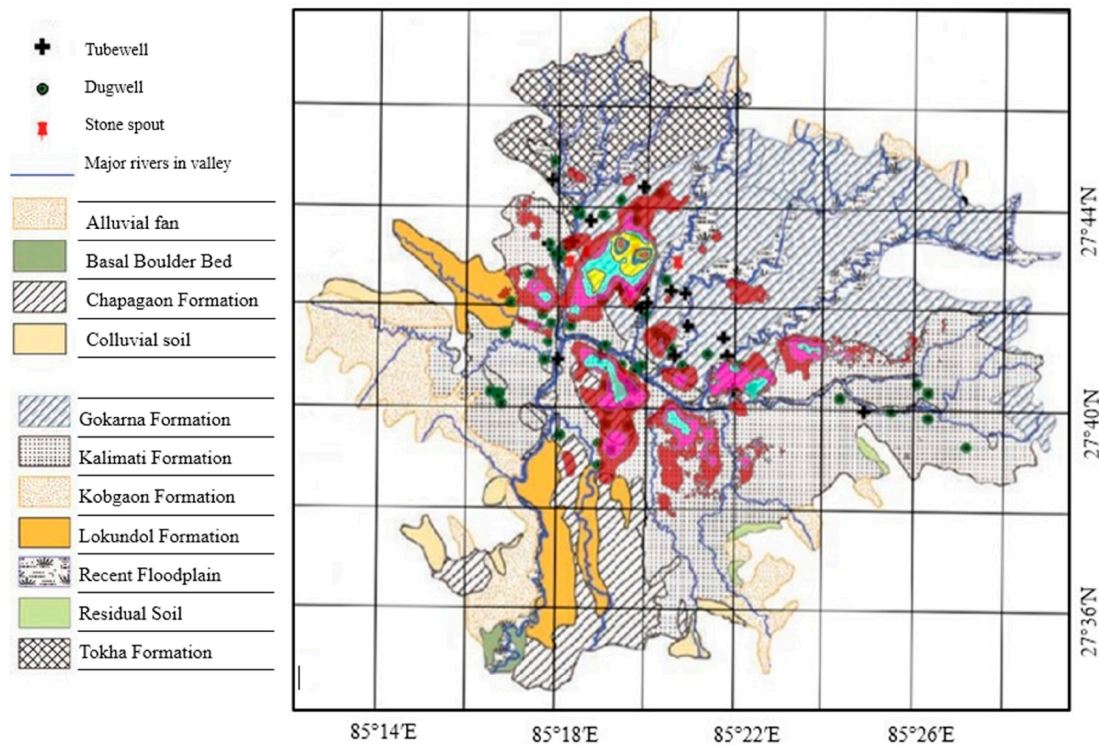 Tubewell
Dugwell
Stone spout
Major rivers in valley
Alluvial fan
Basal Boulder Bed
Chapagaon Formation
Colluvial soil
Gokarna Formation
Kalimati Formation
Kobgaon Formation
Lokundol Formation
Recent Floodplain
Residual Soil
Tokha Formation
27°44′N
27°40′N
27°36′N
85°14′E
85°18′E
85°22′E
85°26′E